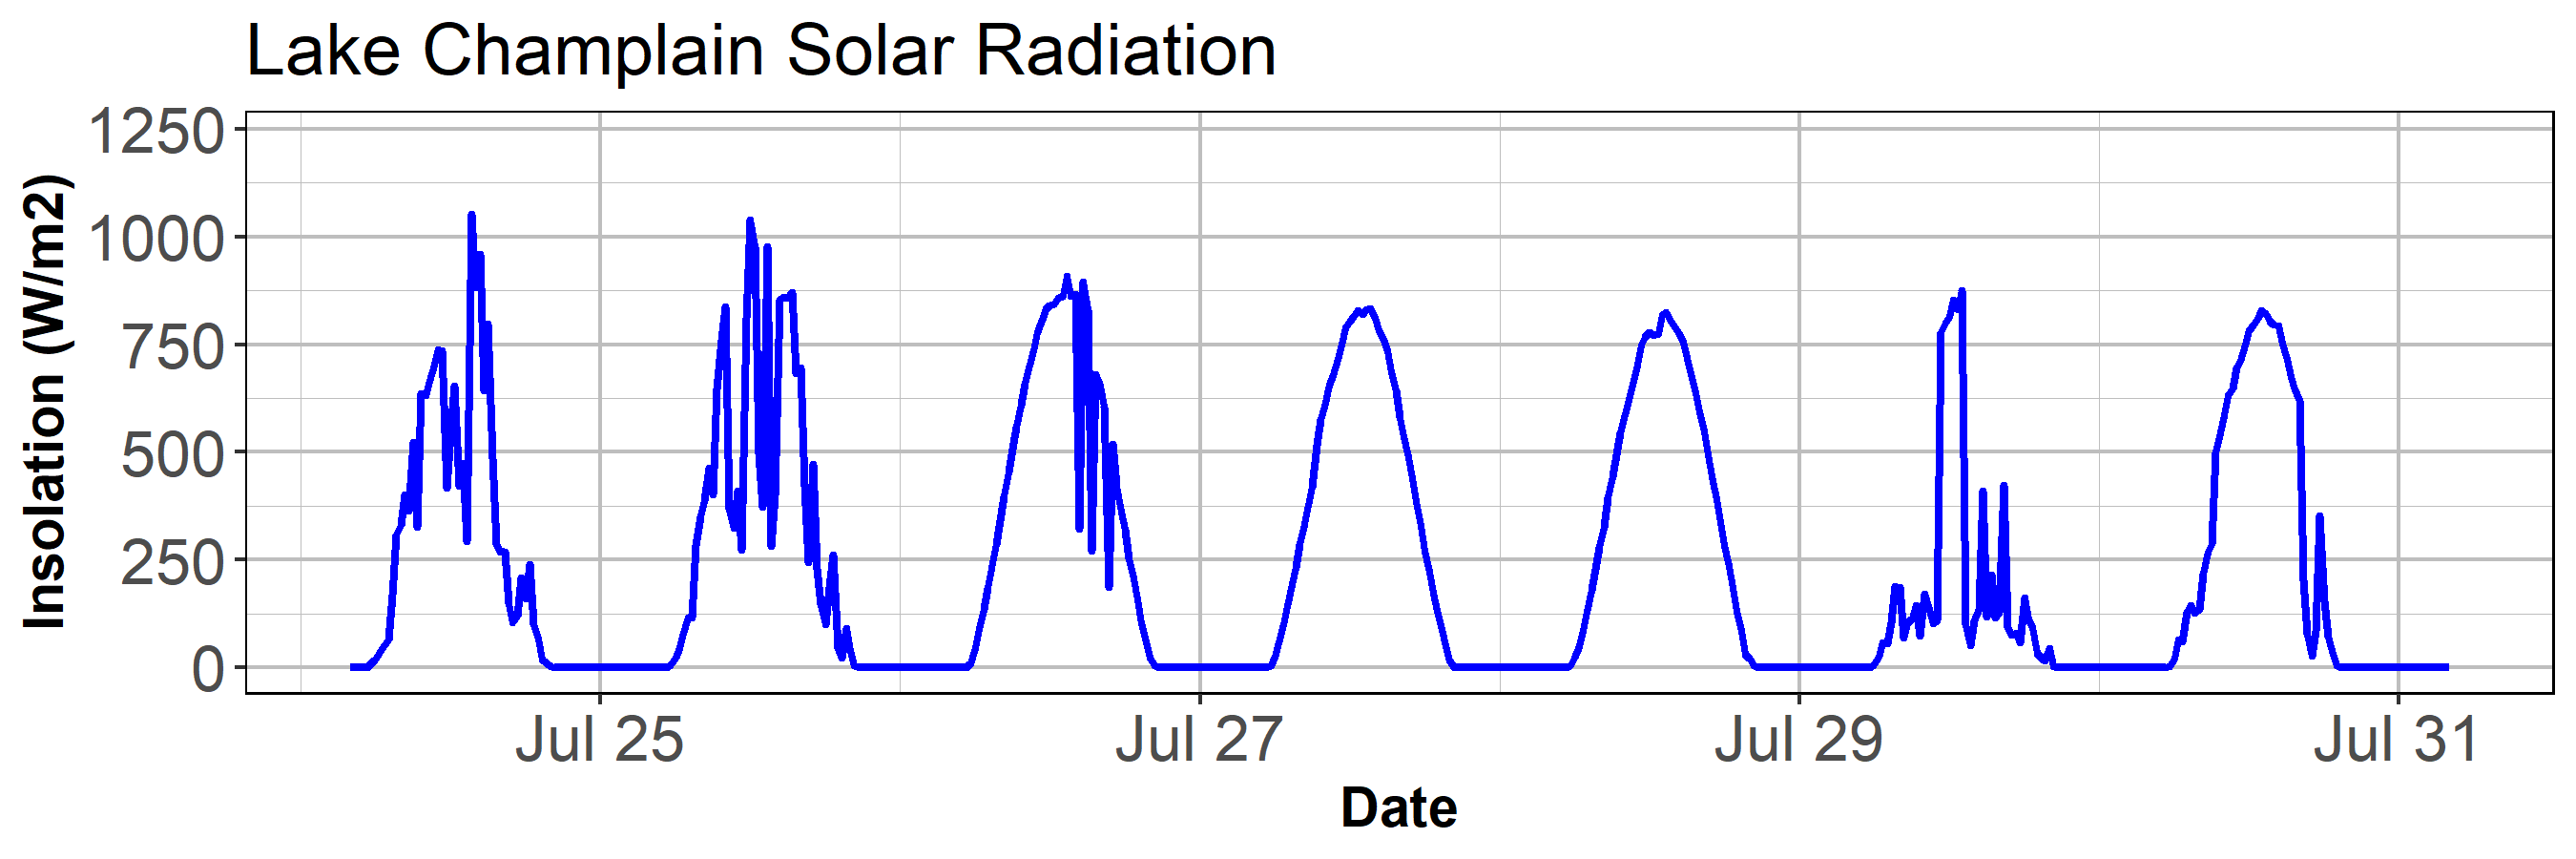 Lake Champlain Solar Radiation
1250
1000
750
500
250
0
Insolation (W/m2)
Jul 25
Jul 27
Jul 29
Jul 31
Date